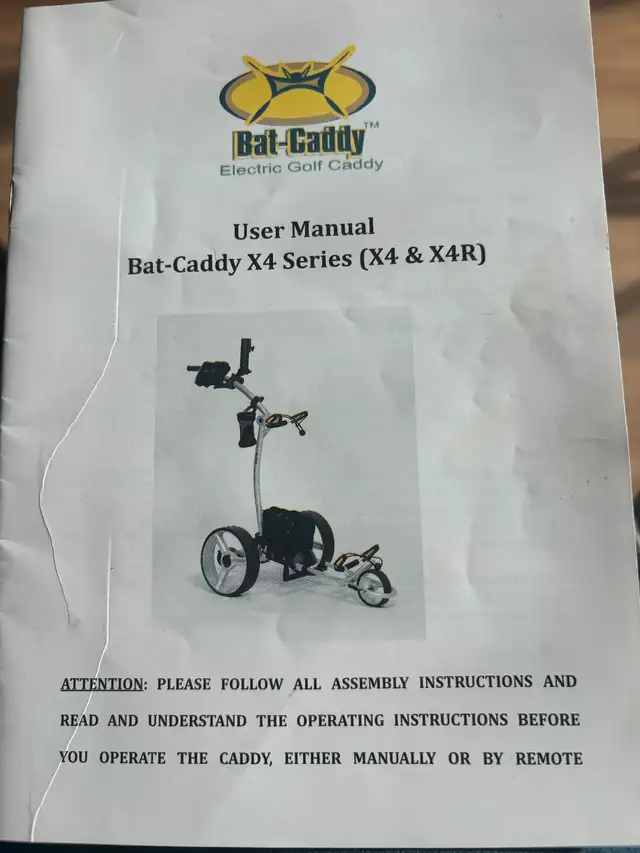 Bat-Caddy™
Electric Golf Caddy
User Manual
Bat-Caddy X4 Series (X4 & X4R)
ATTENTION: PLEASE FOLLOW ALL ASSEMBLY INSTRUCTIONS AND
READ AND UNDERSTAND THE OPERATING INSTRUCTIONS BEFORE
YOU OPERATE THE CADDY, EITHER MANUALLY OR BY REMOTE